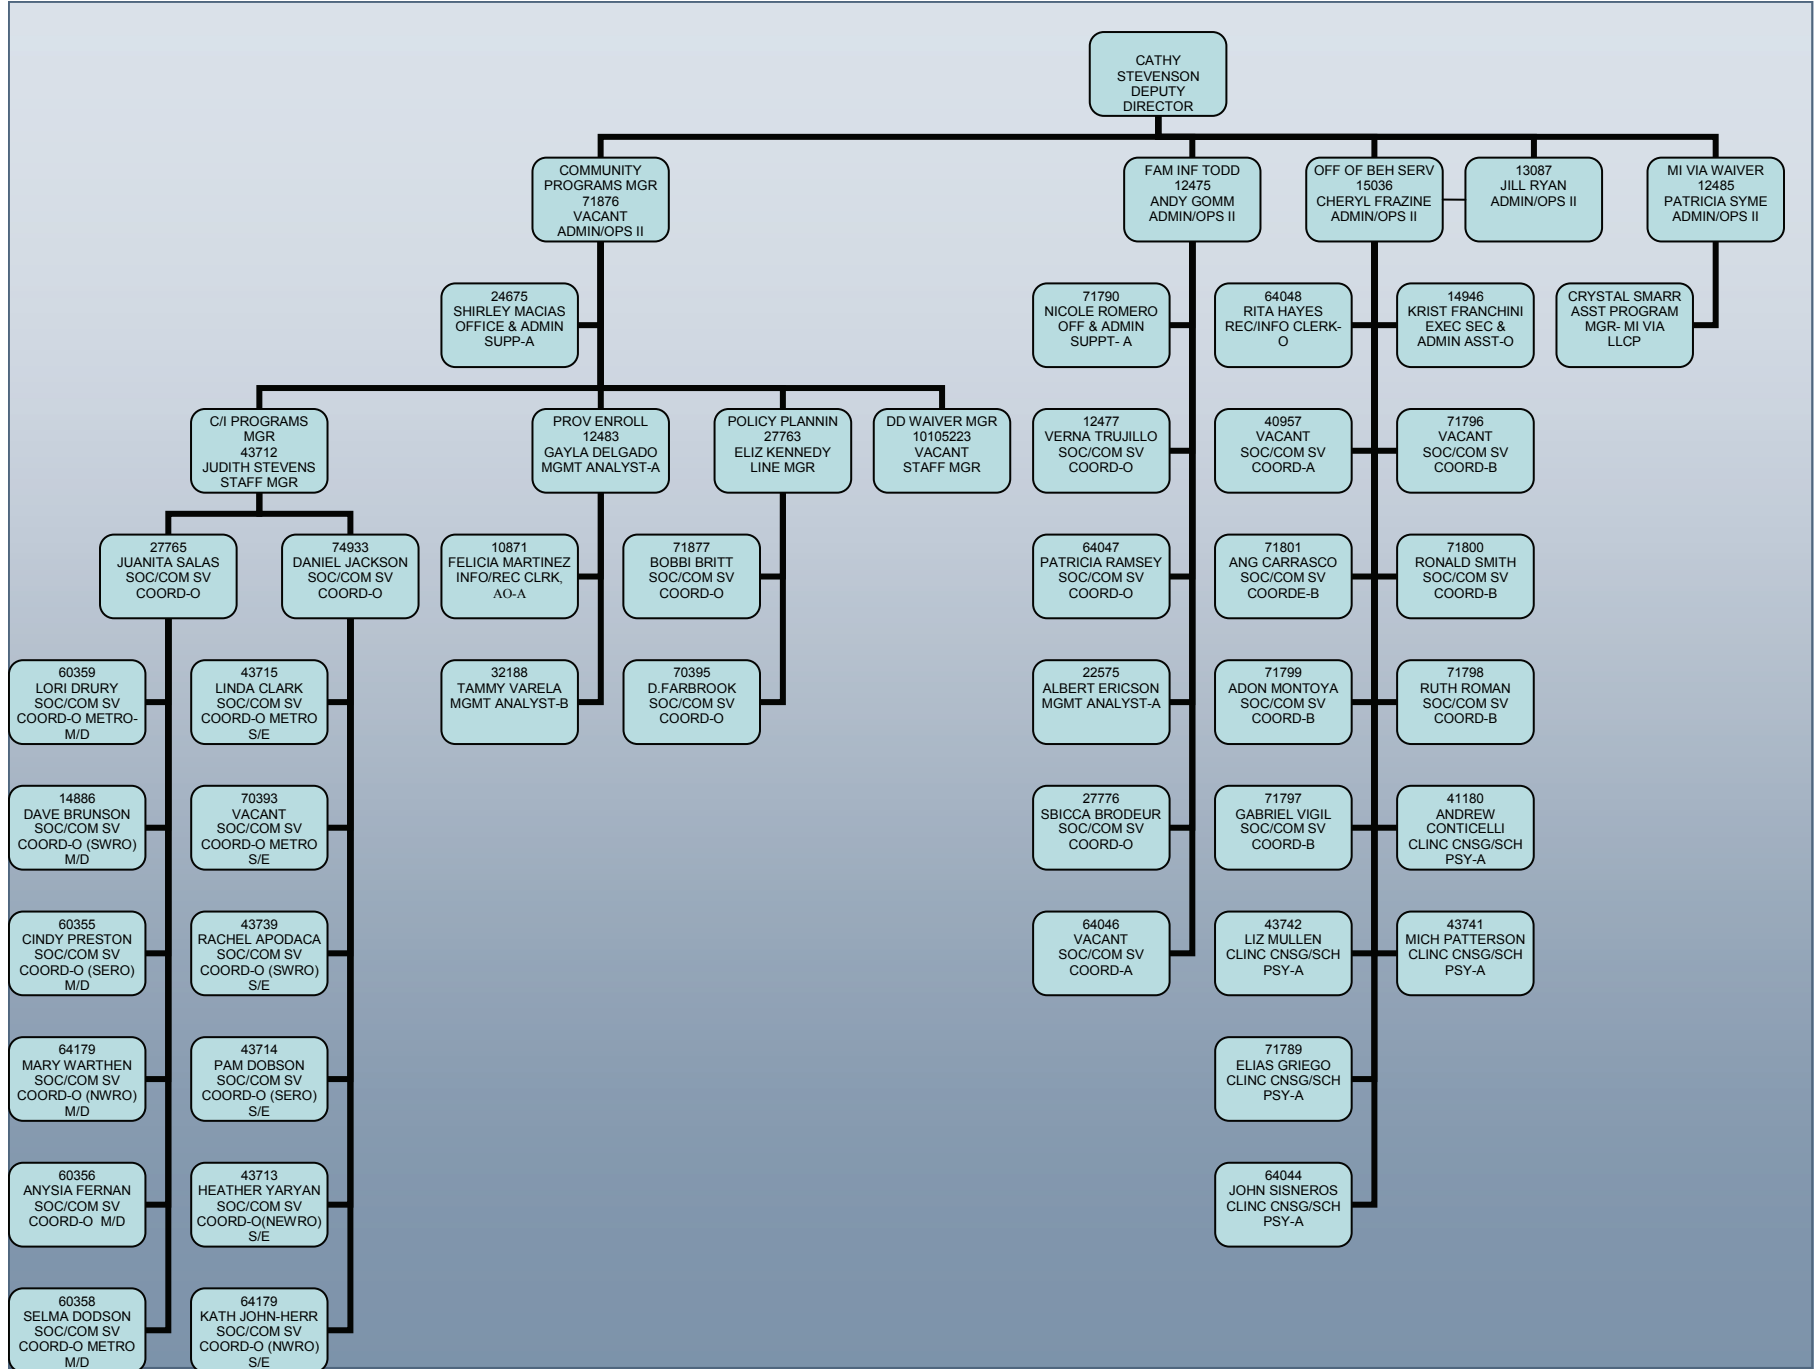 CATHY
STEVENSON
DEPUTY
DIRECTOR
COMMUNITY
PROGRAMS MGR
71876
VACANT
ADMIN/OPS II
FAM INF TODD
12475
ANDY GOMM
ADMIN/OPS II
OFF OF BEH SERV
15036
CHERYL FRAZINE
ADMIN/OPS II
13087
JILL RYAN
ADMIN/OPS II
MI VIA WAIVER
12485
PATRICIA SYME
ADMIN/OPS II
24675
SHIRLEY MACIAS
OFFICE & ADMIN
SUPP-A
71790
NICOLE ROMERO
OFF & ADMIN
SUPPT- A
64048
RITA HAYES
REC/INFO CLERK-
O
14946
KRIST FRANCHINI
EXEC SEC &
ADMIN ASST-O
CRYSTAL SMARR
ASST PROGRAM
MGR- MI VIA
LLCP
C/I PROGRAMS
MGR
43712
JUDITH STEVENS
STAFF MGR
PROV ENROLL
12483
GAYLA DELGADO
MGMT ANALYST-A
POLICY PLANNIN
27763
ELIZ KENNEDY
LINE MGR
DD WAIVER MGR
10105223
VACANT
STAFF MGR
12477
VERNA TRUJILLO
SOC/COM SV
COORD-O
40957
VACANT
SOC/COM SV
COORD-A
71796
VACANT
SOC/COM SV
COORD-B
27765
JUANITA SALAS
SOC/COM SV
COORD-O
74933
DANIEL JACKSON
SOC/COM SV
COORD-O
10871
FELICIA MARTINEZ
INFO/REC CLRK,
AO-A
71877
BOBBI BRITT
SOC/COM SV
COORD-O
64047
PATRICIA RAMSEY
SOC/COM SV
COORD-O
71801
ANG CARRASCO
SOC/COM SV
COORDE-B
71800
RONALD SMITH
SOC/COM SV
COORD-B
60359
LORI DRURY
SOC/COM SV
COORD-O METRO-
M/D
43715
LINDA CLARK
SOC/COM SV
COORD-O METRO
S/E
32188
TAMMY VARELA
MGMT ANALYST-B
70395
D.FARBROOK
SOC/COM SV
COORD-O
22575
ALBERT ERICSON
MGMT ANALYST-A
71799
ADON MONTOYA
SOC/COM SV
COORD-B
71798
RUTH ROMAN
SOC/COM SV
COORD-B
14886
DAVE BRUNSON
SOC/COM SV
COORD-O (SWRO)
M/D
70393
VACANT
SOC/COM SV
COORD-O METRO
S/E
27776
SBICCA BRODEUR
SOC/COM SV
COORD-O
71797
GABRIEL VIGIL
SOC/COM SV
COORD-B
41180
ANDREW
CONTICELLI
CLINC CNSG/SCH
PSY-A
60355
CINDY PRESTON
SOC/COM SV
COORD-O (SERO)
M/D
43739
RACHEL APODACA
SOC/COM SV
COORD-O (SWRO)
S/E
64046
VACANT
SOC/COM SV
COORD-A
43742
LIZ MULLEN
CLINC CNSG/SCH
PSY-A
43741
MICH PATTERSON
CLINC CNSG/SCH
PSY-A
64179
MARY WARTHEN
SOC/COM SV
COORD-O (NWRO)
M/D
43714
PAM DOBSON
SOC/COM SV
COORD-O (SERO)
S/E
71789
ELIAS GRIEGO
CLINC CNSG/SCH
PSY-A
60356
ANYSIA FERNAN
SOC/COM SV
COORD-O M/D
43713
HEATHER YARYAN
SOC/COM SV
COORD-O(NEWRO)
S/E
64044
JOHN SISNEROS
CLINC CNSG/SCH
PSY-A
60358
SELMA DODSON
SOC/COM SV
COORD-O METRO
M/D
64179
KATH JOHN-HERR
SOC/COM SV
COORD-O (NWRO)
S/E